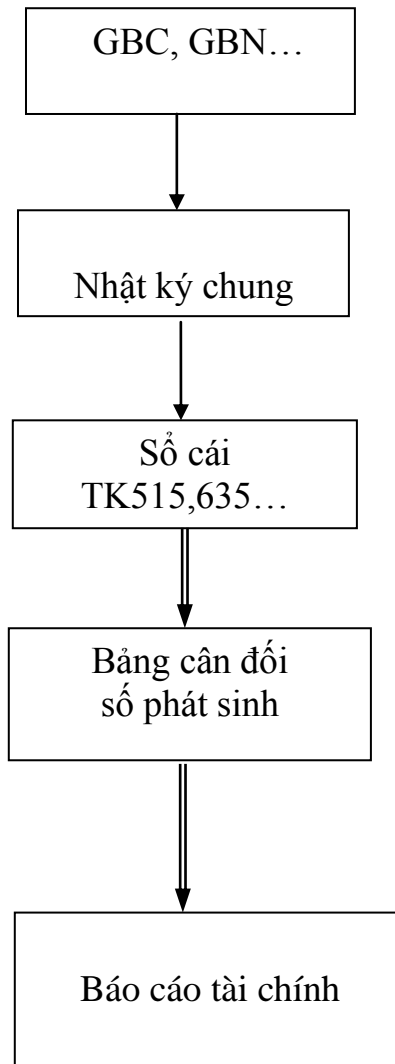 GBC, GBN…
Nhật ký chung
Sổ cái
TK515,635…
Bảng cân đối
số phát sinh
Báo cáo tài chính